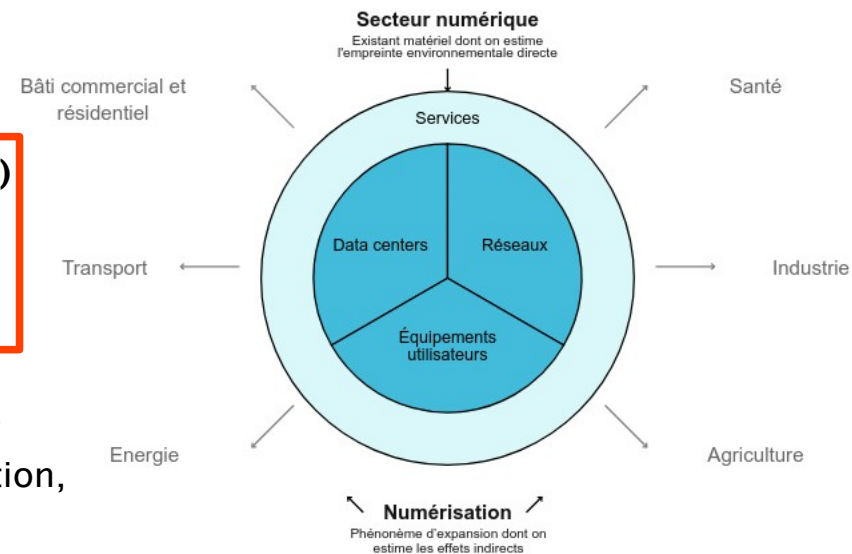 Secteur numérique
Existant matériel dont on estime
l'empreinte environnementale directe
Bâti commercial et
résidentiel
Santé
Services
)
Data centers
Réseaux
Transport
Industrie
Équipements
utilisateurs
Energie
Agriculture
tion,
Numérisation
Phénomène d'expansion dont on
estime les effets indirects